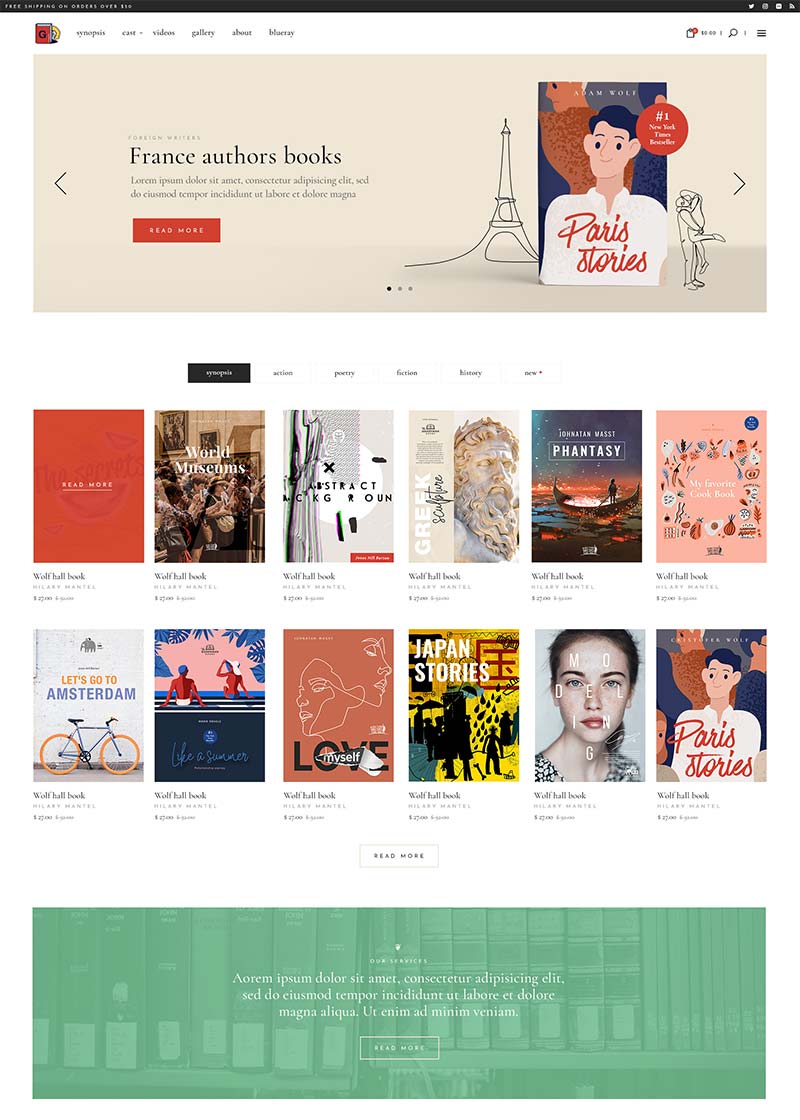 FREE SHIPPING ON ORDERS OVER $50
G
synopsis cast videos gallery about blueray
$0.00
FOREIGN WRITERS
France authors books
Lorem ipsum dolor sit amet, consectetur adipisicing elit, sed
do eiusmod tempor incididunt ut labore et dolore magna
READ MORE
ADAM WOLF
#1
New York
Times
Bestseller
Paris
stories
synopsis action poetry fiction history new +
The secrets
READ MORE
World
Museums
ABSTRACT
JOHNATAN MASST
PHANTASY
GREEK
sculpture
My favorite
Cook Book
Wolf hall book
HILARY MANTEL
$ 27.00 $ 32.00
Wolf hall book
HILARY MANTEL
$ 27.00 $ 32.00
Wolf hall book
HILARY MANTEL
$ 27.00 $ 32.00
Wolf hall book
HILARY MANTEL
$ 27.00 $ 32.00
Wolf hall book
HILARY MANTEL
$ 27.00 $ 32.00
Wolf hall book
HILARY MANTEL
$ 27.00 $ 32.00
LET'S GO TO
AMSTERDAM
Like a summer
JOHNATAN MASST
LOVE
myself
JAPAN
STORIES
国
MO
DELIN
G
CRISTOFER WOLF
Paris
stories
Wolf hall book
HILARY MANTEL
$ 27.00 $ 32.00
Wolf hall book
HILARY MANTEL
$ 27.00 $ 32.00
Wolf hall book
HILARY MANTEL
$ 27.00 $ 32.00
Wolf hall book
HILARY MANTEL
$ 27.00 $ 32.00
Wolf hall book
HILARY MANTEL
$ 27.00 $ 32.00
Wolf hall book
HILARY MANTEL
$ 27.00 $ 32.00
READ MORE
OUR SERVICES
Aorem ipsum dolor sit amet, consectetur adipisicing elit,
sed do eiusmod tempor incididunt ut labore et dolore
magna aliqua. Ut enim ad minim veniam.
READ MORE